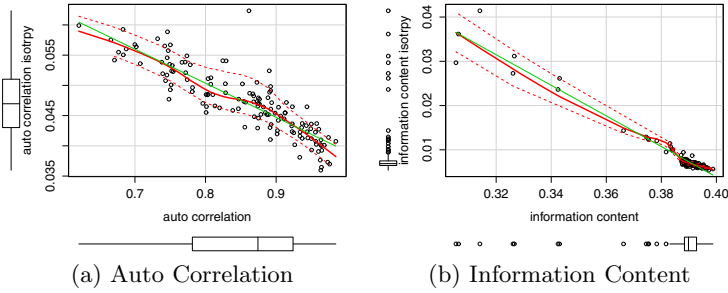 auto correlation isotrpy
0.035
0.045
0.055
0.7
0.8
0.9
auto correlation
(a) Auto Correlation
information content isotrpy
0.01
0.02
0.03
0.04
0.32
0.34
0.36
0.38
0.40
information content
(b) Information Content